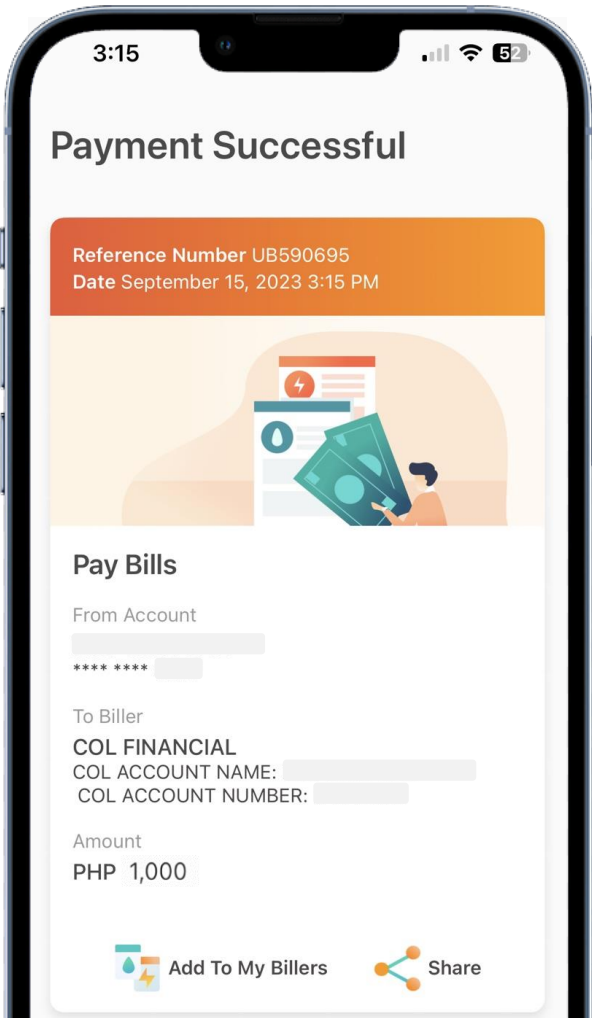 3:15
52
Payment Successful
Reference Number UB590695
Date September 15, 2023 3:15 PM
Pay Bills
From Account
**** ****
To Biller
COL FINANCIAL
COL ACCOUNT NAME:
COL ACCOUNT NUMBER:
Amount
PHP 1,000
Add To My Billers
Share